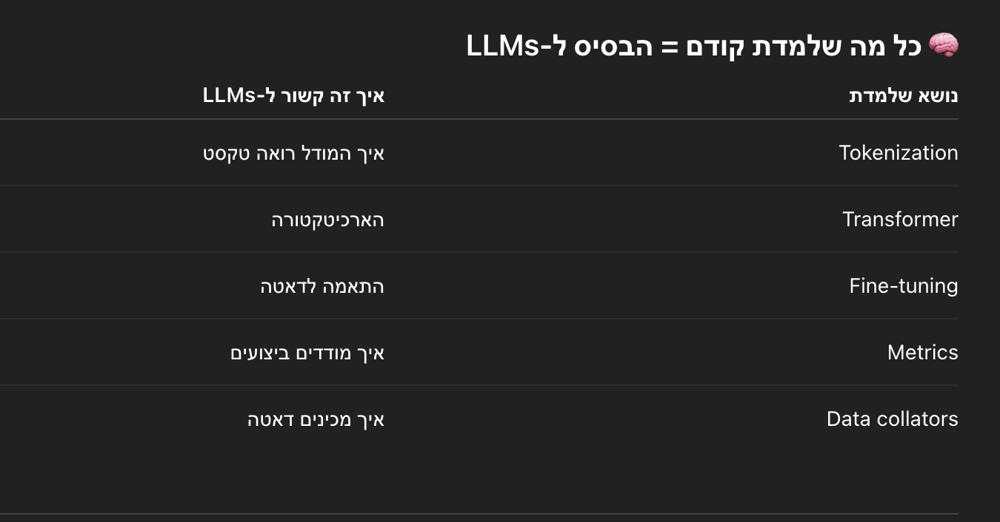 🧠 כל מה שלמדת קודם = הבסיס ל-LLMs
נושא שלמדת	איך זה קשור ל-LLMs
Tokenization	איך המודל רואה טקסט
Transformer	הארכיטקטורה
Fine-tuning	התאמה לדאטה
Metrics	איך מודדים ביצועים
Data collators	איך מכינים דאטה